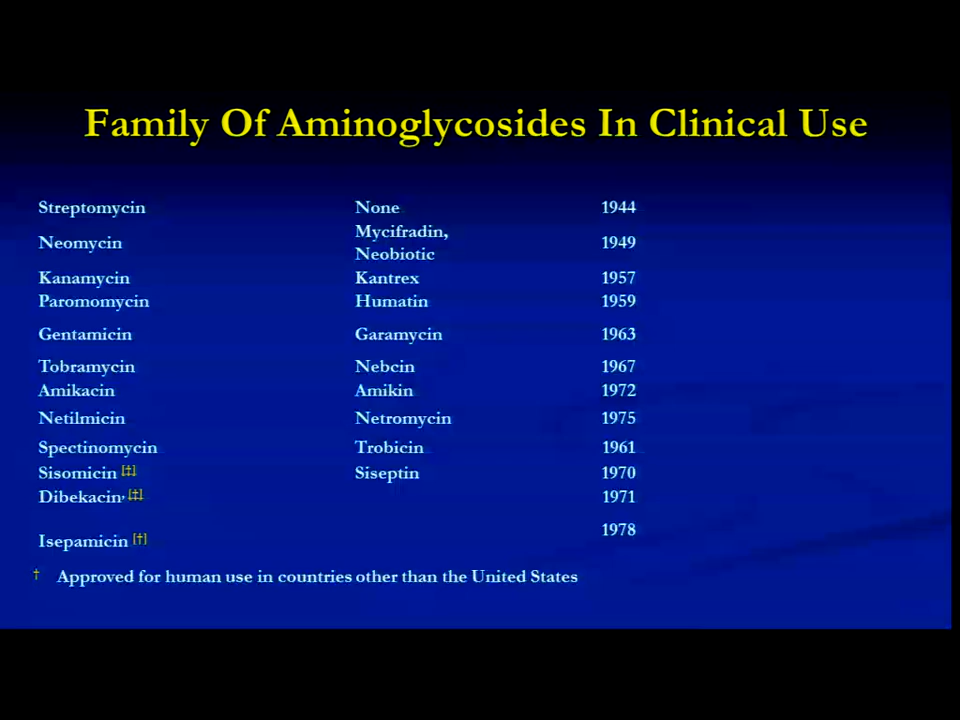 Family Of Aminoglycosides In Clinical Use
Streptomycin None 1944
Neomycin Mycifradin, Neobiotic 1949
Kanamycin Kantrex 1957
Paromomycin Humatin 1959
Gentamicin Garamycin 1963
Tobramycin Nebcin 1967
Amikacin Amikin 1972
Netilmicin Netromycin 1975
Spectinomycin Trobicin 1961
Sisomicin [‡] Siseptin 1970
Dibekacin, [‡] 1971
Isepamicin [†] 1978
† Approved for human use in countries other than the United States